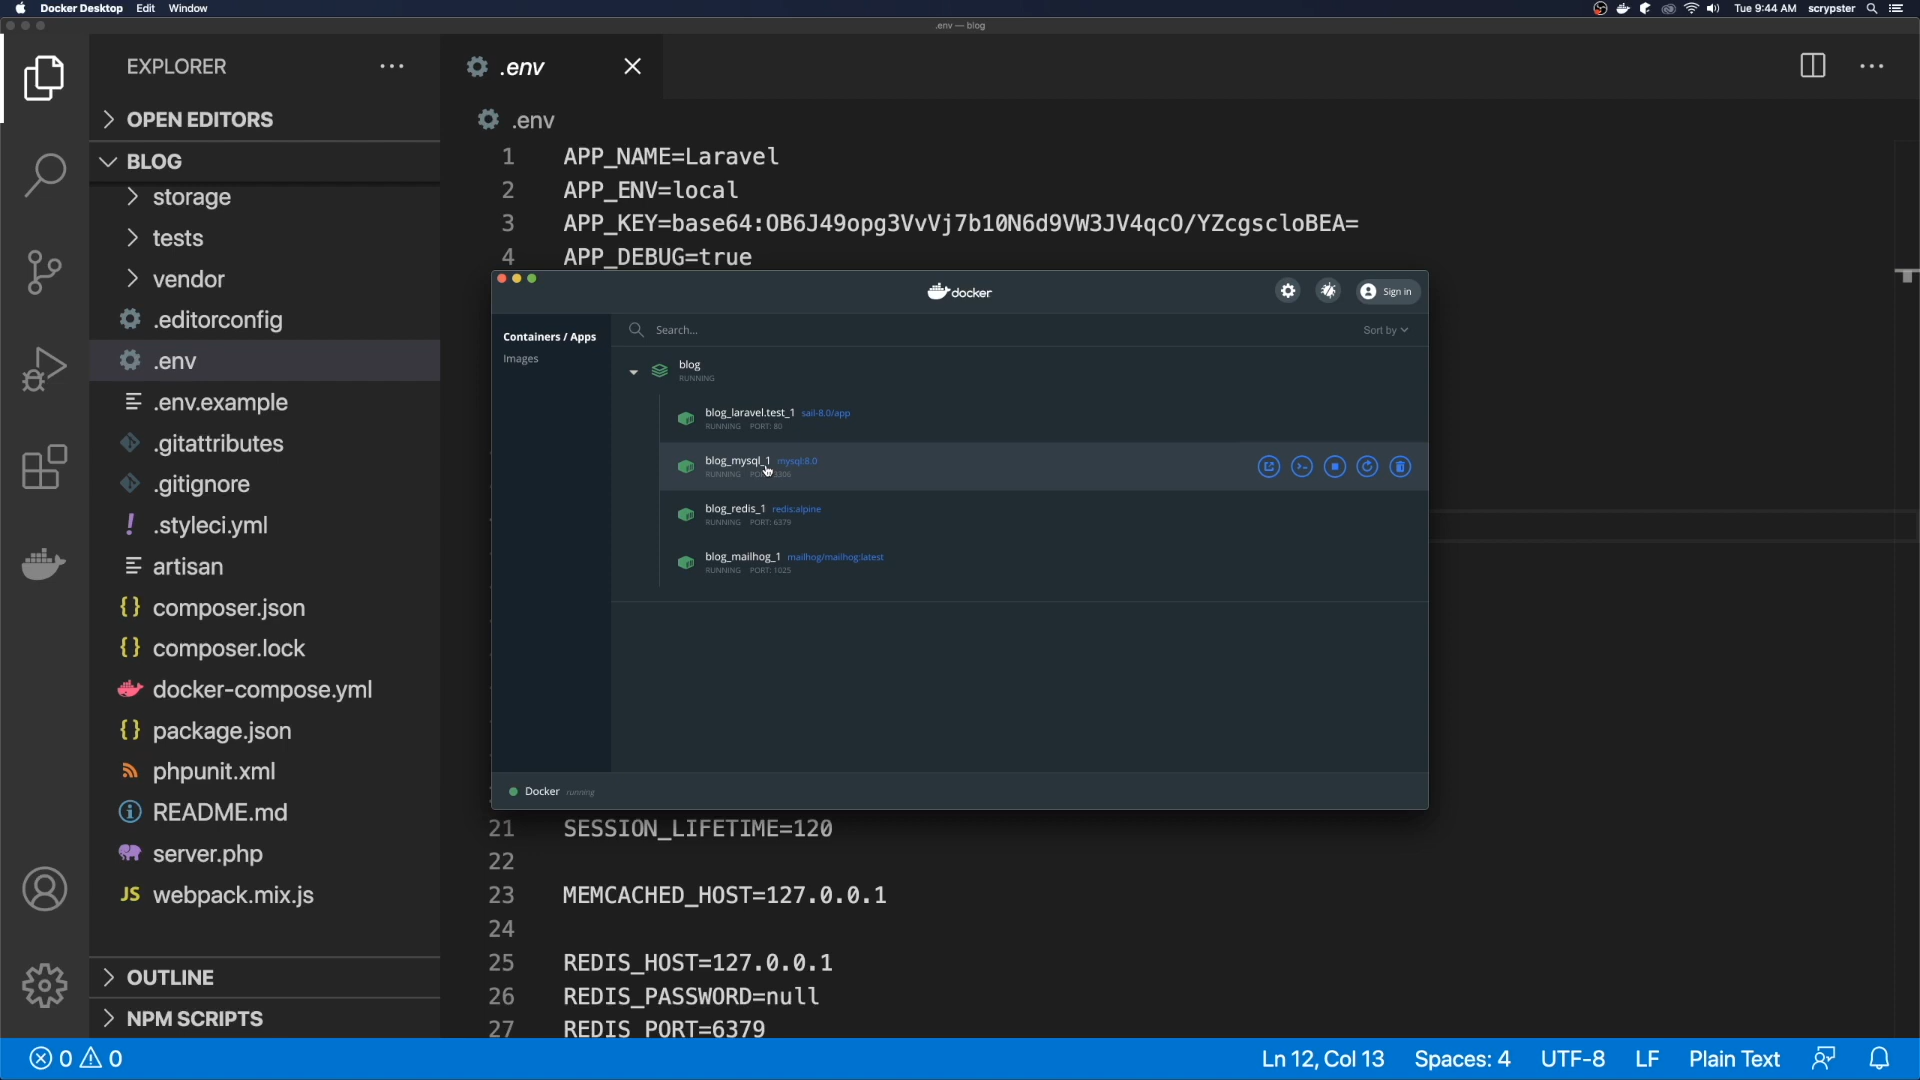 Docker Desktop Edit Window
Tue 9:44 AM scrypster
.env — blog
EXPLORER
OPEN EDITORS
BLOG
storage
tests
vendor
.editorconfig
.env
.env.example
.gitattributes
.gitignore
.styleci.yml
artisan
composer.json
composer.lock
docker-compose.yml
package.json
phpunit.xml
README.md
server.php
JS webpack.mix.js
OUTLINE
NPM SCRIPTS
.env
.env
1 APP_NAME=Laravel
2 APP_ENV=local
3 APP_KEY=base64:OB6J49opg3VvVj7b10N6d9VW3JV4qcO/YZcgscloBEA=
4 APP_DEBUG=true
docker
Sign in
Containers / Apps
Images
Search...
Sort by
blog
RUNNING
blog_laravel.test_1 sail-8.0/app
RUNNING PORT: 80
blog_mysql_1 mysql:8.0
RUNNING 3306
blog_redis_1 redis:alpine
RUNNING PORT: 6379
blog_mailhog_1 mailhog/mailhog:latest
RUNNING PORT: 1025
Docker running
21 SESSION_LIFETIME=120
22
23 MEMCACHED_HOST=127.0.0.1
24
25 REDIS_HOST=127.0.0.1
26 REDIS_PASSWORD=null
27 REDIS_PORT=6379
0 0
Ln 12, Col 13 Spaces: 4 UTF-8 LF Plain Text